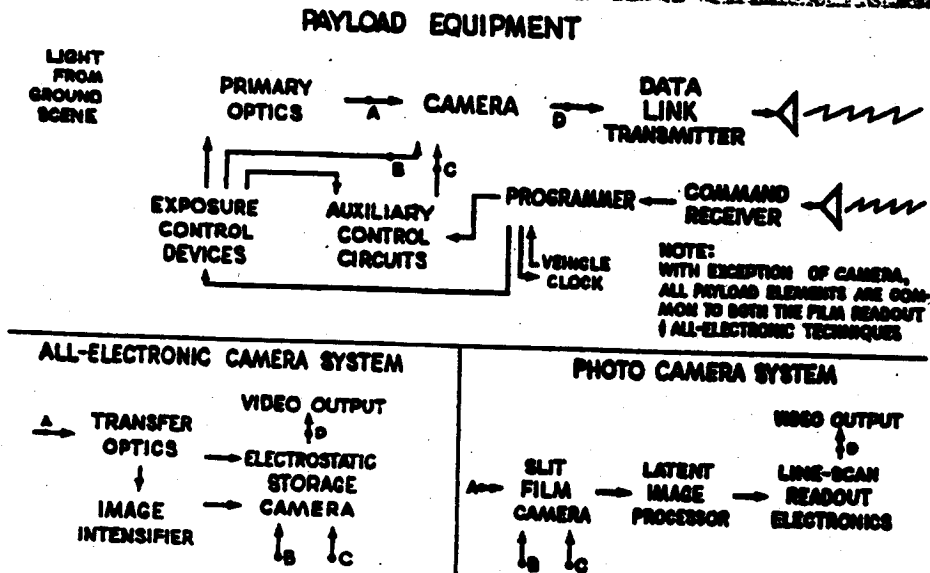 PAYLOAD EQUIPMENT
LIGHT
FROM
GROUND
SCENE
PRIMARY
OPTICS
A
CAMERA
D
DATA
LINK
TRANSMITTER
B
C
EXPOSURE
CONTROL
DEVICES
AUXILIARY
CONTROL
CIRCUITS
PROGRAMMER
COMMAND
RECEIVER
VEHICLE
CLOCK
NOTE:
WITH EXCEPTION OF CAMERA,
ALL PAYLOAD ELEMENTS ARE COM-
MON TO BOTH THE FILM READOUT
& ALL-ELECTRONIC TECHNIQUES
ALL-ELECTRONIC CAMERA SYSTEM
A
TRANSFER
OPTICS
IMAGE
INTENSIFIER
VIDEO OUTPUT
D
ELECTROSTATIC
STORAGE
CAMERA
B
C
PHOTO CAMERA SYSTEM
A
SLIT
FILM
CAMERA
B
C
LATENT
IMAGE
PROCESSOR
VIDEO OUTPUT
D
LINE-SCAN
READOUT
ELECTRONICS